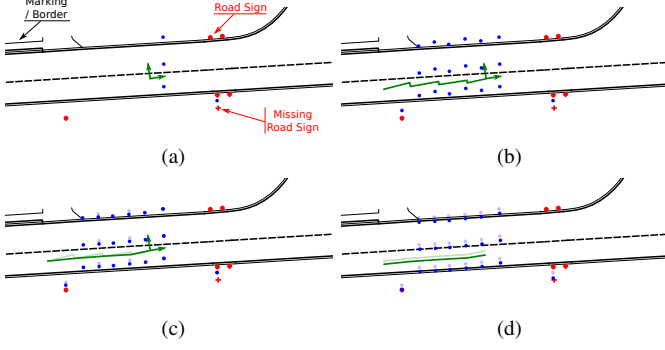 Marking
/ Border
Road Sign
Missing
Road Sign
(a)
(b)
(c)
(d)